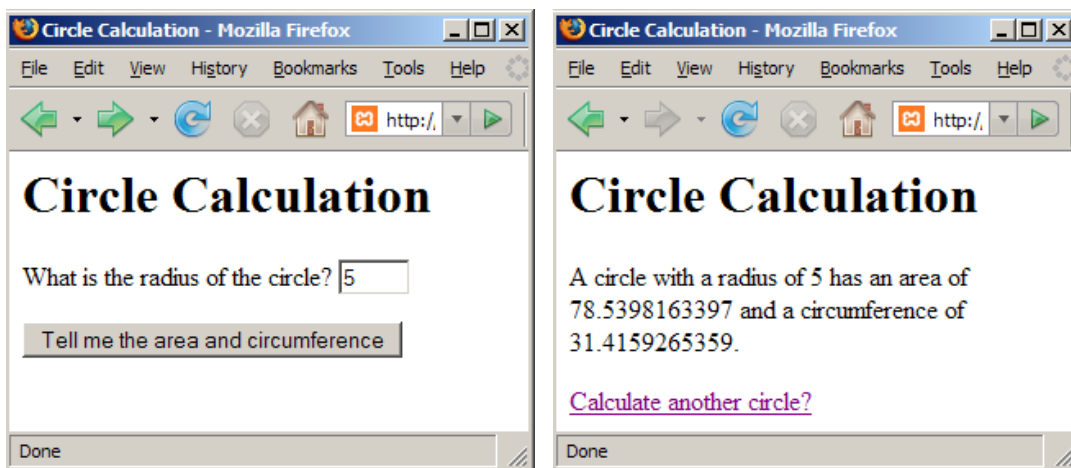 Circle Calculation - Mozilla Firefox
File Edit View History Bookmarks Tools Help
http:/
Circle Calculation
What is the radius of the circle? 5
Tell me the area and circumference
Done
Circle Calculation - Mozilla Firefox
File Edit View History Bookmarks Tools Help
http:/
Circle Calculation
A circle with a radius of 5 has an area of
78.5398163397 and a circumference of
31.4159265359.
Calculate another circle?
Done